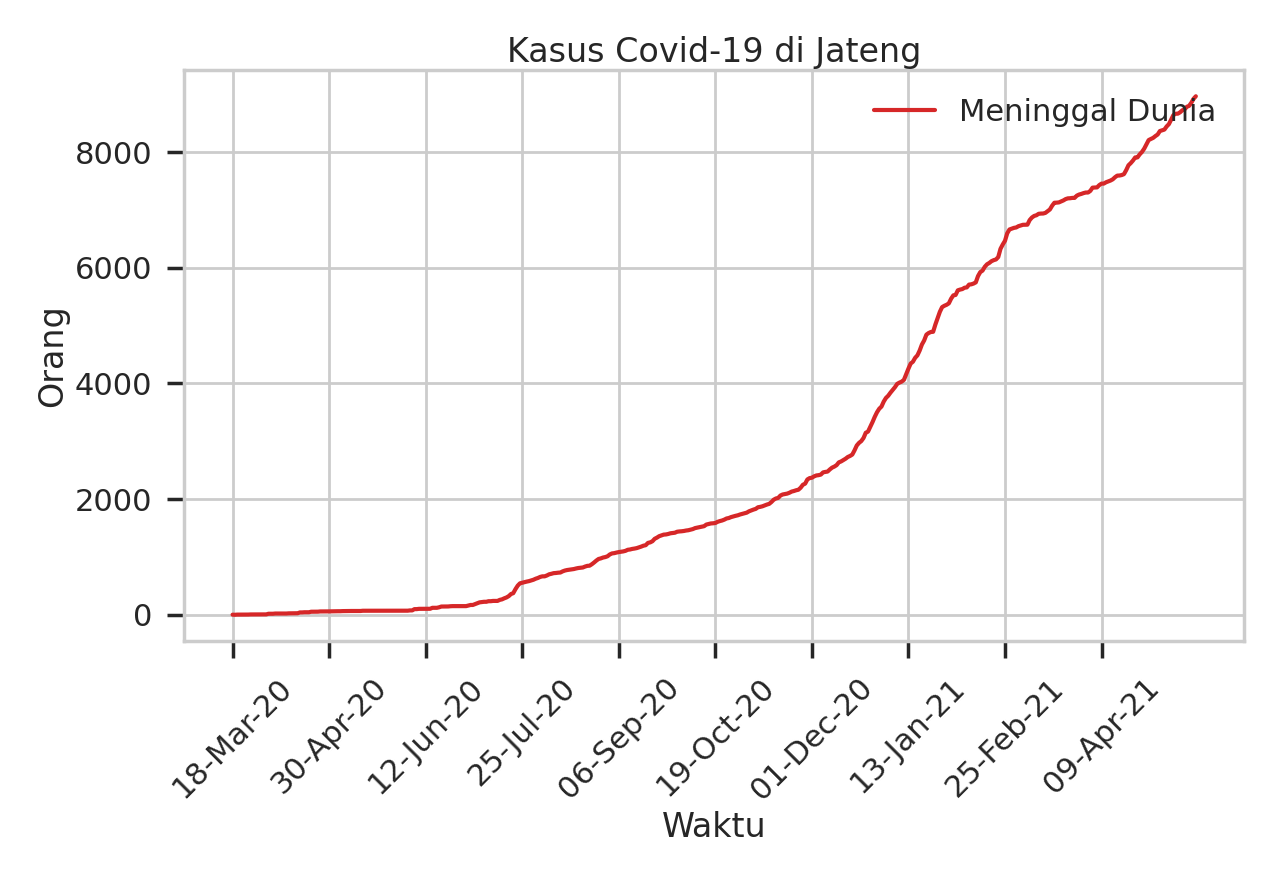 Kasus Covid-19 di Jateng
Meninggal Dunia
Orang
8000
6000
4000
2000
0
18-Mar-20
30-Apr-20
12-Jun-20
25-Jul-20
06-Sep-20
19-Oct-20
01-Dec-20
13-Jan-21
25-Feb-21
09-Apr-21
Waktu